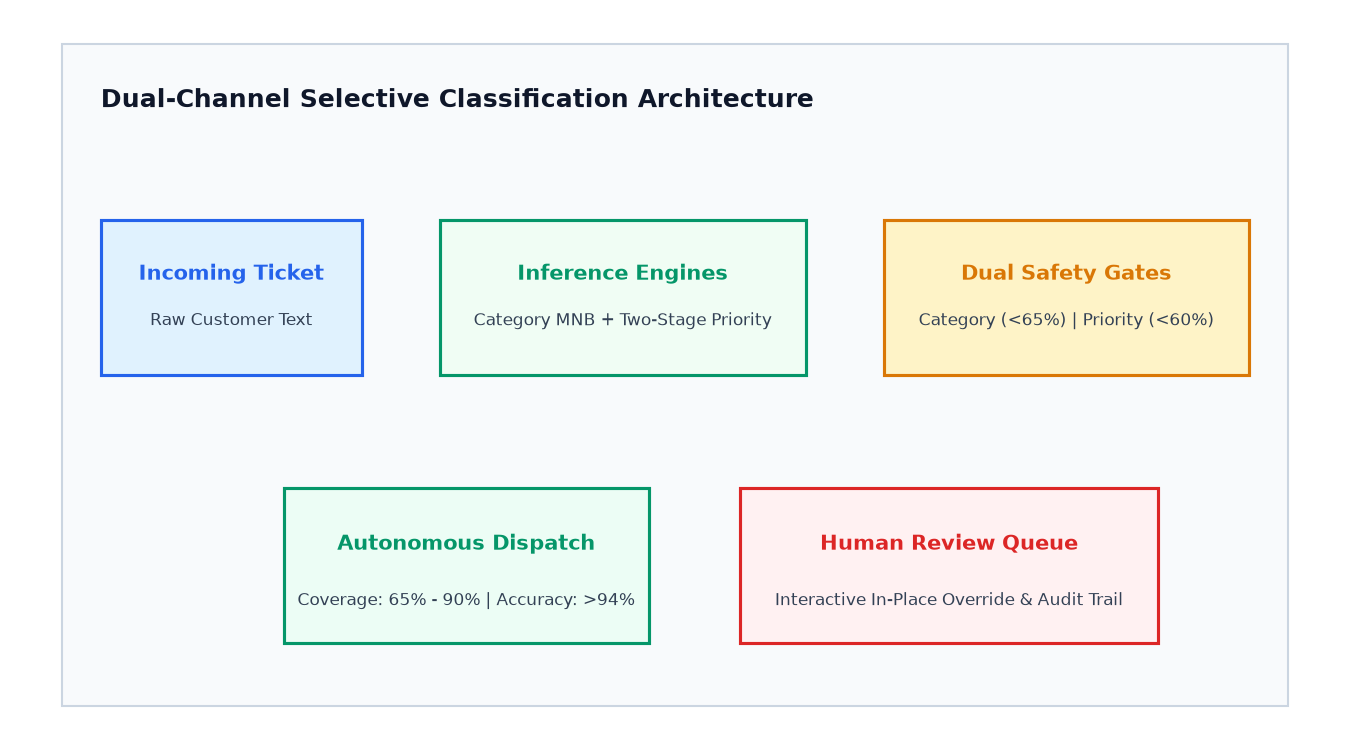 Dual-Channel Selective Classification Architecture
Incoming Ticket
Raw Customer Text
Inference Engines
Category MNB + Two-Stage Priority
Dual Safety Gates
Category (<65%) | Priority (<60%)
Autonomous Dispatch
Coverage: 65% - 90% | Accuracy: >94%
Human Review Queue
Interactive In-Place Override & Audit Trail